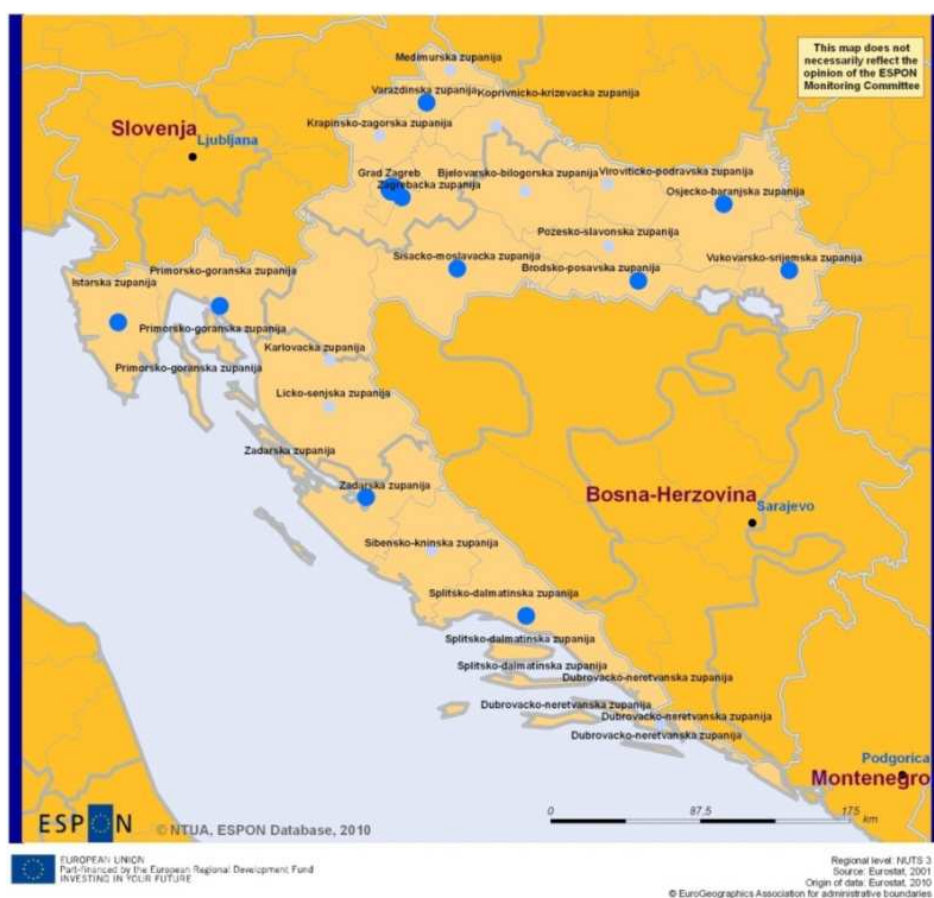 This map does not
necessarily reflect the
opinion of the ESPON
Monitoring Committee
Medimurska zupanija
Varazdinska zupanija
Koprivnicko-krizevacka zupanija
Krapinsko-zagorska zupanija
Slovenja
Ljubljana
Grad Zagreb
Zagrebacka zupanija
Bjelovarsko-bilogorska zupanija
Viroviticko-podravska zupanija
Osjecko-baranjska zupanija
Pozesko-slavonska zupanija
Sisacko-moslavacka zupanija
Brodsko-posavska zupanija
Vukovarsko-srijemska zupanija
Primorsko-goranska zupanija
Istarska zupanija
Primorsko-goranska zupanija
Karlovacka zupanija
Primorsko-goranska zupanija
Licko-senjska zupanija
Zadarska zupanija
Zadarska zupanija
Bosna-Herzovina
Sarajevo
Sibensko-kninska zupanija
Splitsko-dalmatinska zupanija
Splitsko-dalmatinska zupanija
Splitsko-dalmatinska zupanija
Dubrovacko-neretvanska zupanija
Dubrovacko-neretvanska zupanija
Dubrovacko-neretvanska zupanija
Dubrovacko-neretvanska zupanija
Podgorica
Montenegro
0 87,5 175
km
ESPON
© NTUA, ESPON Database, 2010
EUROPEAN UNION
Part-financed by the European Regional Development Fund
INVESTING IN YOUR FUTURE
Regional level: NUTS 3
Source: Eurostat, 2001
Origin of data: Eurostat, 2010
© EuroGeographics Association for administrative boundaries